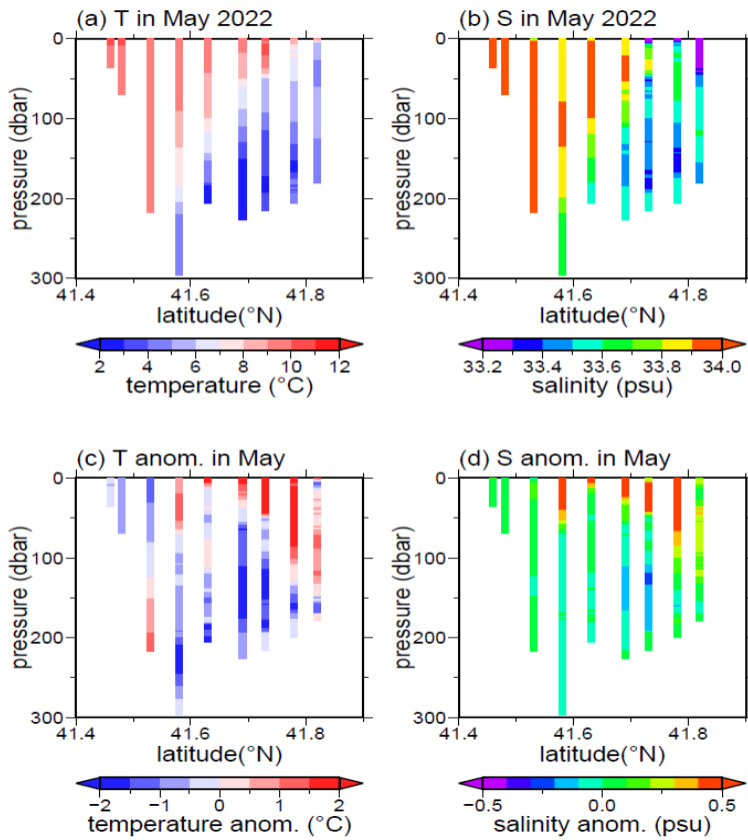 (a) T in May 2022
0
100
200
300
pressure (dbar)
41.4 41.6 41.8
latitude(°N)
2 4 6 8 10 12
temperature (°C)
(b) S in May 2022
0
100
200
300
pressure (dbar)
41.4 41.6 41.8
latitude(°N)
33.2 33.4 33.6 33.8 34.0
salinity (psu)
(c) T anom. in May
0
100
200
300
pressure (dbar)
41.4 41.6 41.8
latitude(°N)
−2 −1 0 1 2
temperature anom. (°C)
(d) S anom. in May
0
100
200
300
pressure (dbar)
41.4 41.6 41.8
latitude(°N)
−0.5 0.0 0.5
salinity anom. (psu)